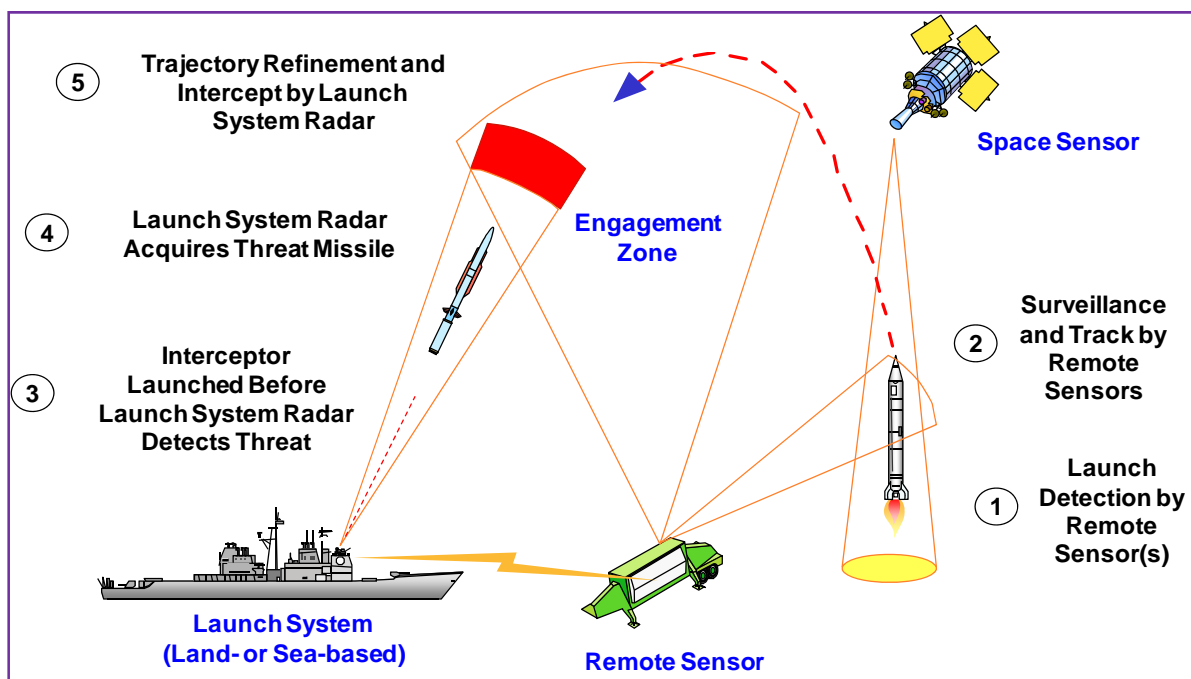 5
Trajectory Refinement and
Intercept by Launch
System Radar
Space Sensor
4
Launch System Radar
Acquires Threat Missile
Engagement
Zone
2
Surveillance
and Track by
Remote
Sensors
3
Interceptor
Launched Before
Launch System Radar
Detects Threat
1
Launch
Detection by
Remote
Sensor(s)
Launch System
(Land- or Sea-based)
Remote Sensor